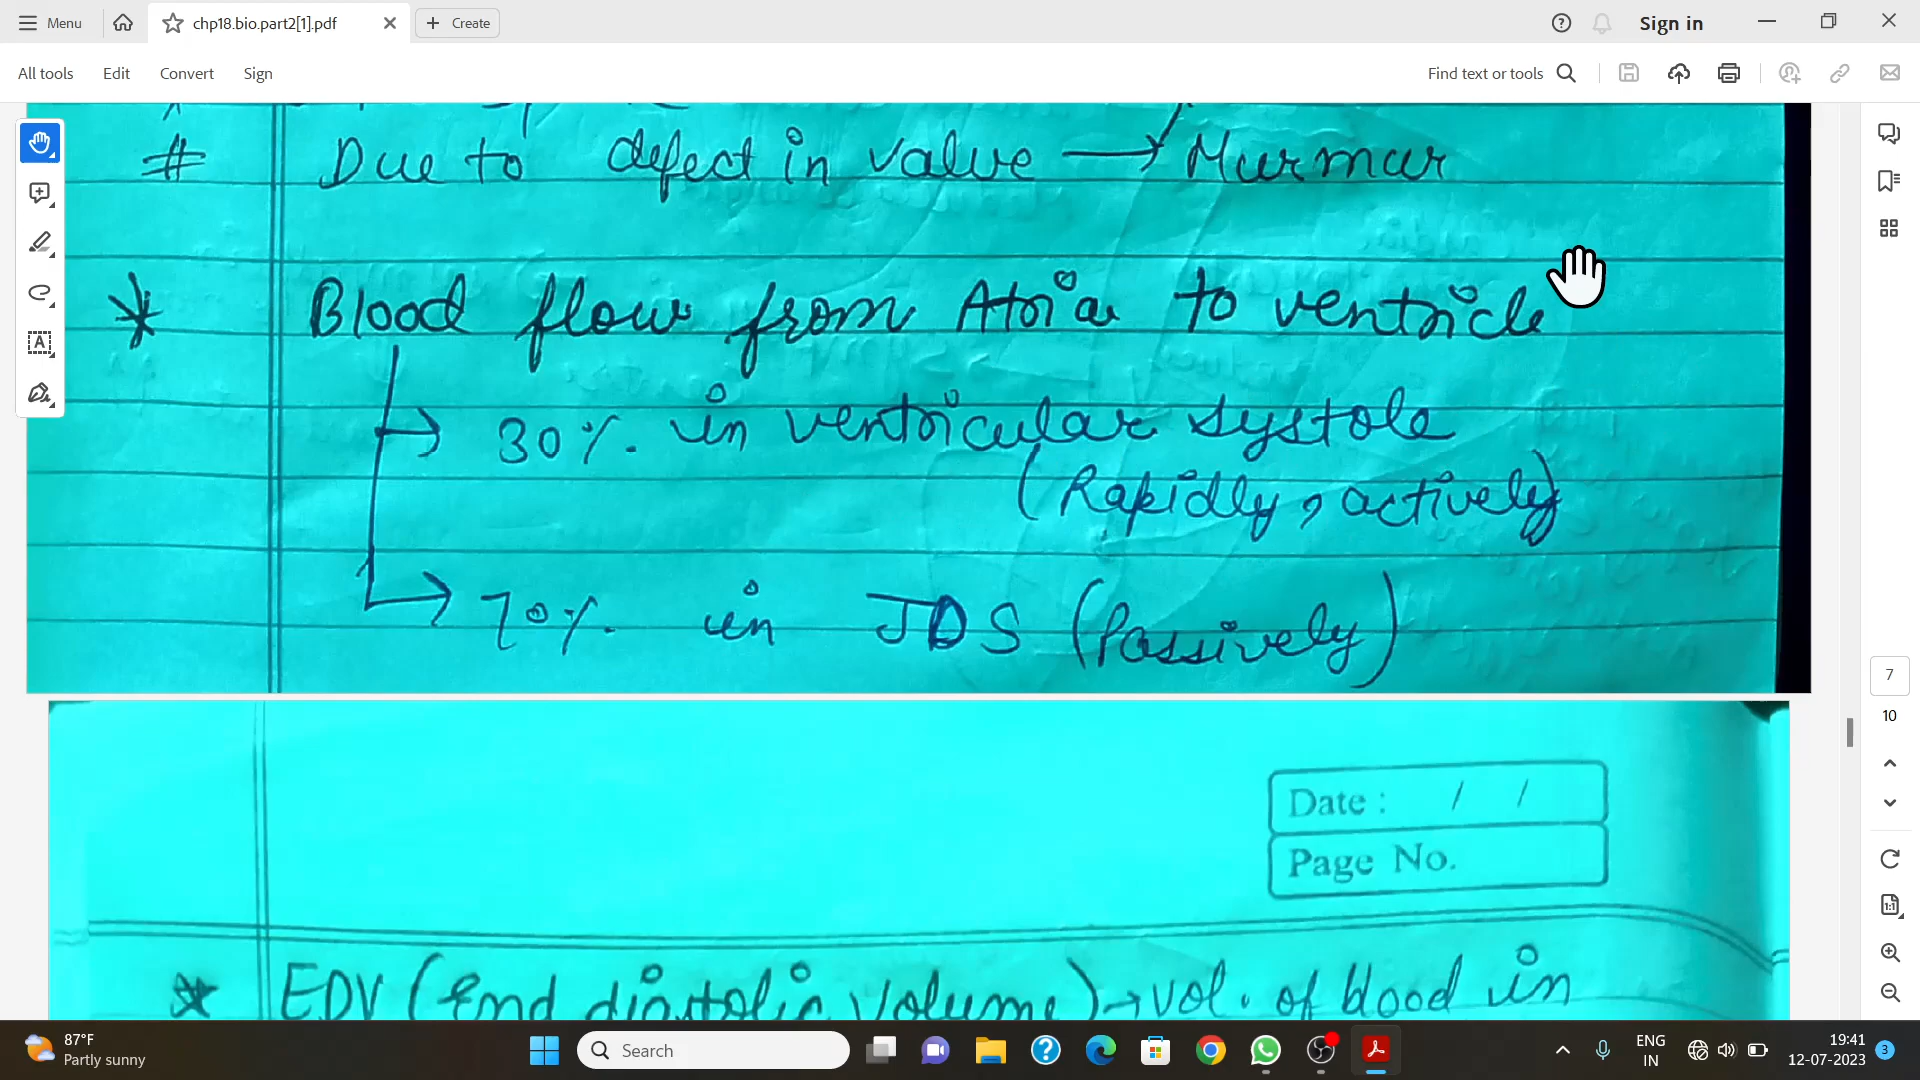 Menu
chp18.bio.part2[1].pdf
Create
Sign in
All tools
Edit
Convert
Sign
Find text or tools
# Due to defect in valve → Murmur
* Blood flow from Atria to ventricle
→ 30%. in ventricular systole
(Rapidly, actively)
→ 70%. in JDS (Passively)
7
10
Date : / /
Page No.
* EDV (End diastolic volume) → vol. of blood in
87°F
Partly sunny
Search
ENG
IN
19:41
12-07-2023
3